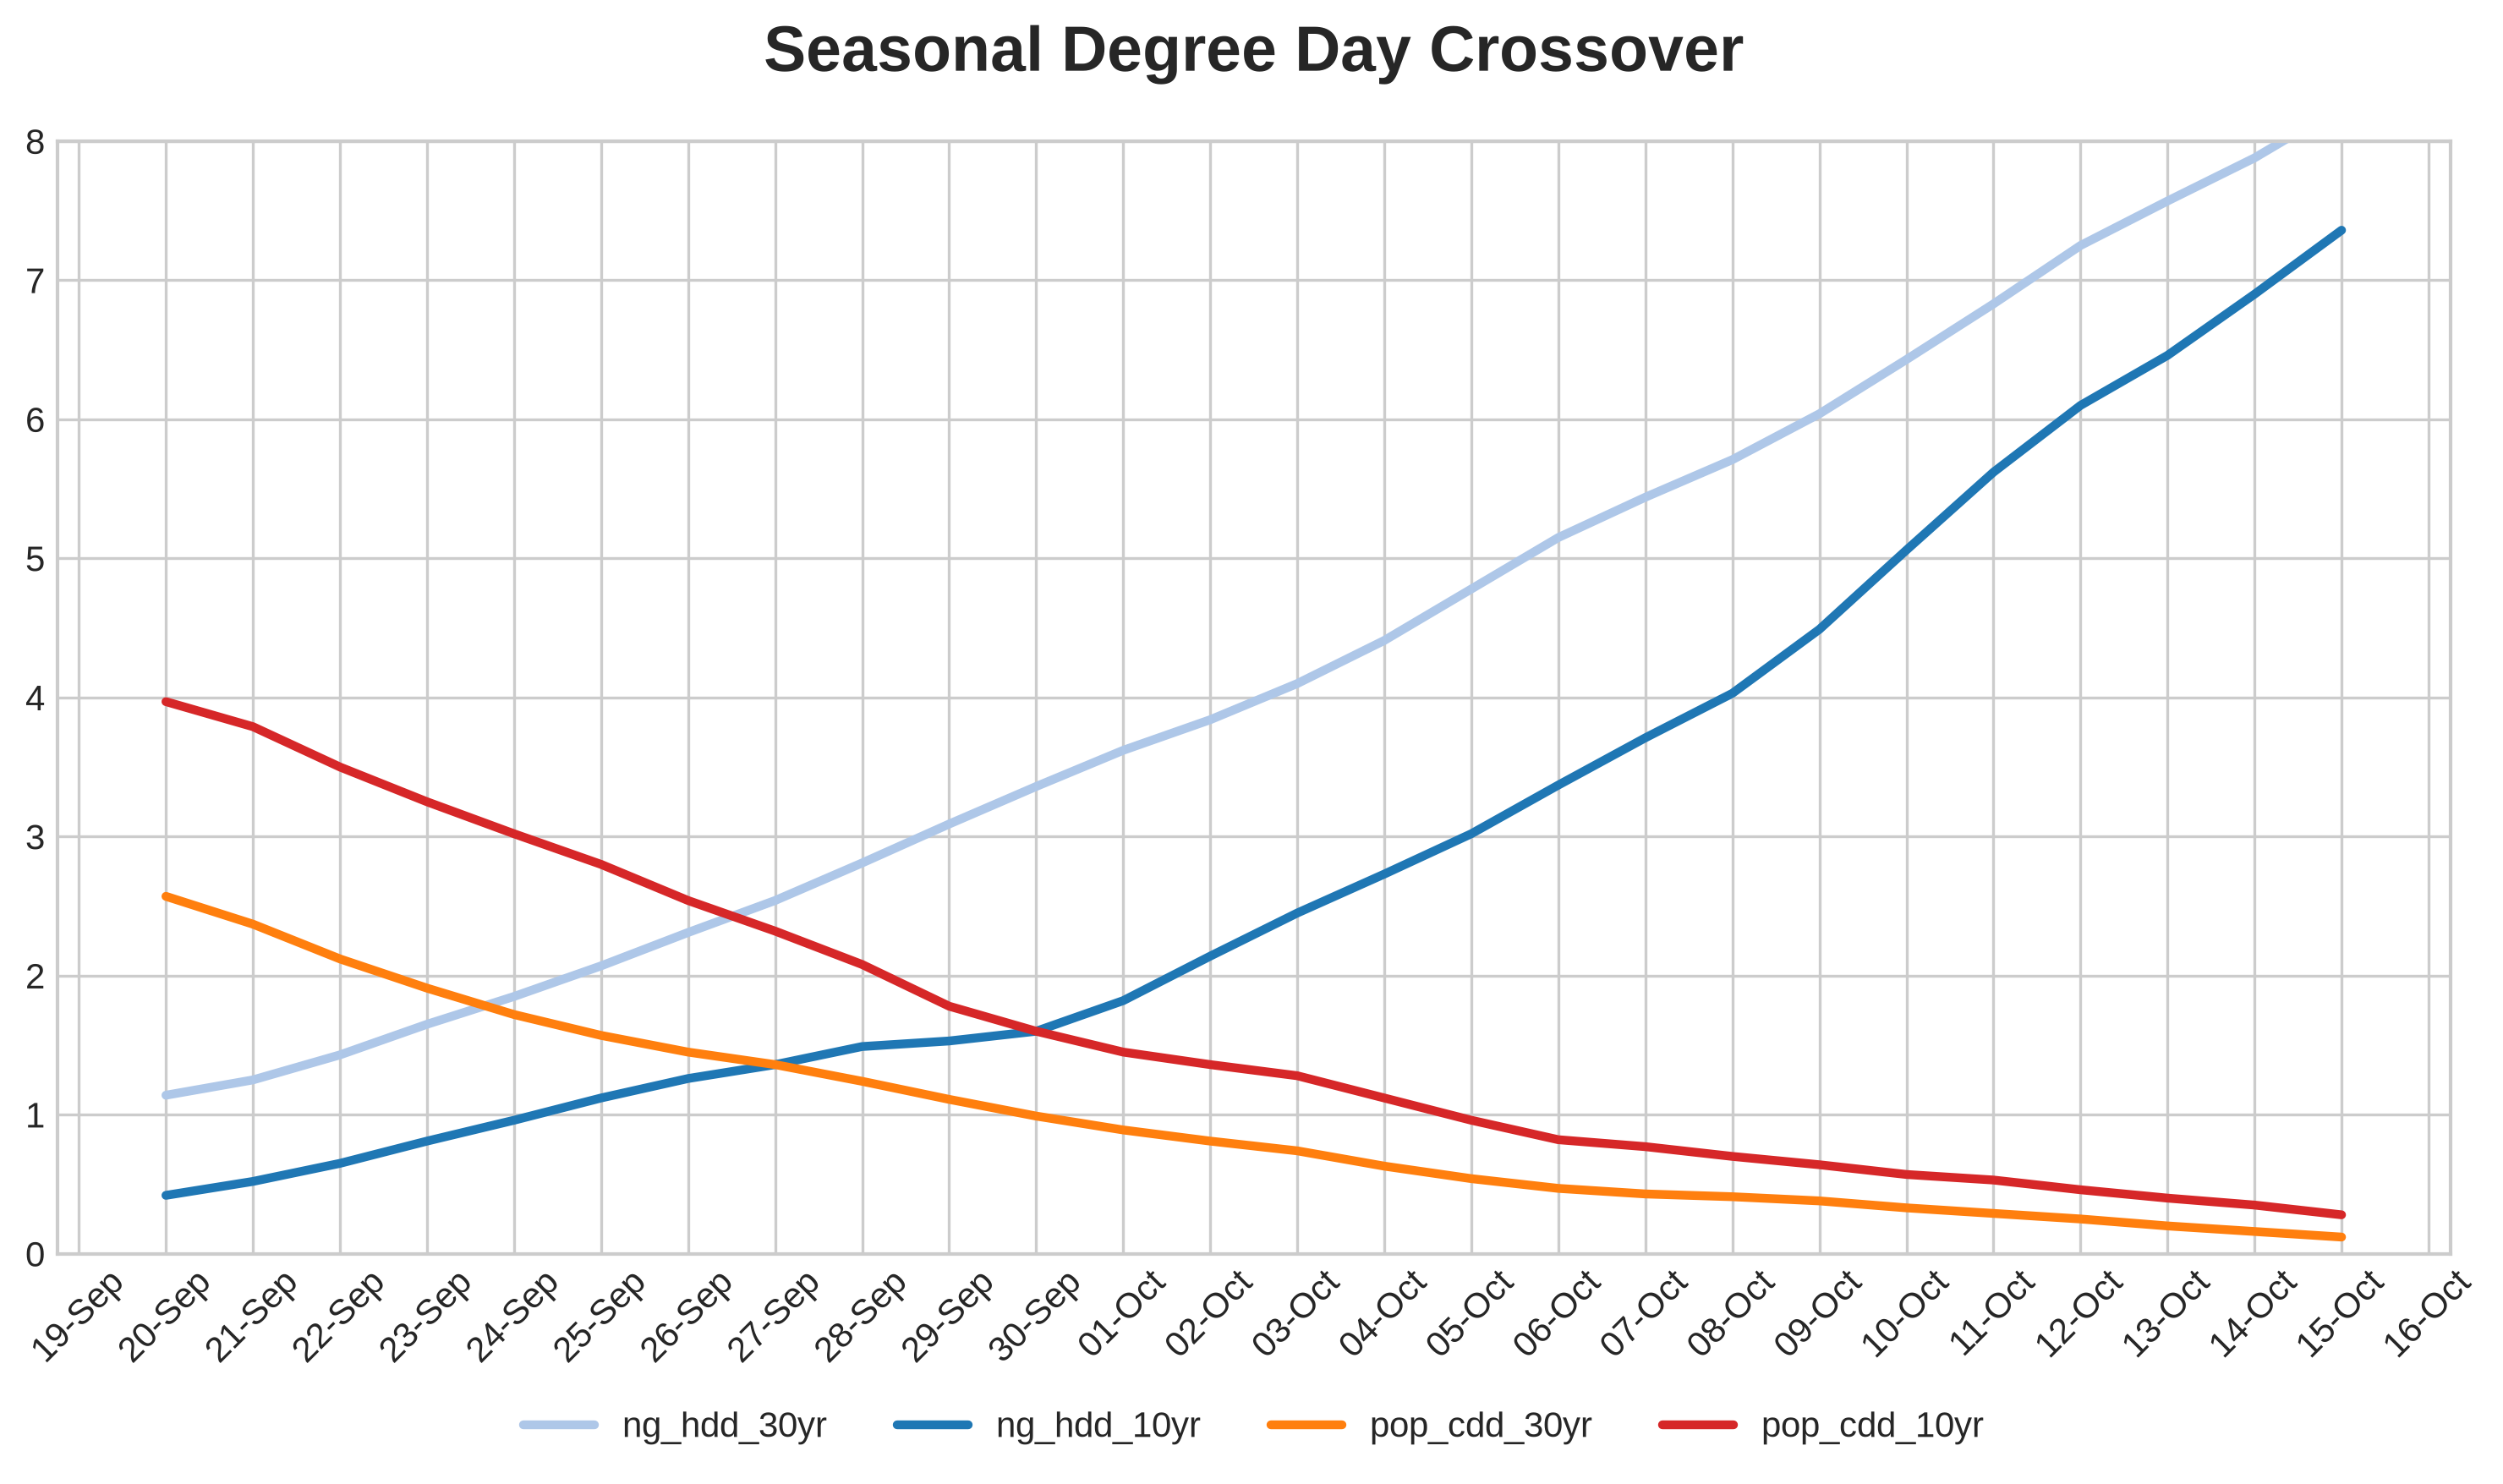 Seasonal Degree Day Crossover
8
7
6
5
4
3
2
1
0
19-Sep
20-Sep
21-Sep
22-Sep
23-Sep
24-Sep
25-Sep
26-Sep
27-Sep
28-Sep
29-Sep
30-Sep
01-Oct
02-Oct
03-Oct
04-Oct
05-Oct
06-Oct
07-Oct
08-Oct
09-Oct
10-Oct
11-Oct
12-Oct
13-Oct
14-Oct
15-Oct
16-Oct
ng_hdd_30yr ng_hdd_10yr pop_cdd_30yr pop_cdd_10yr